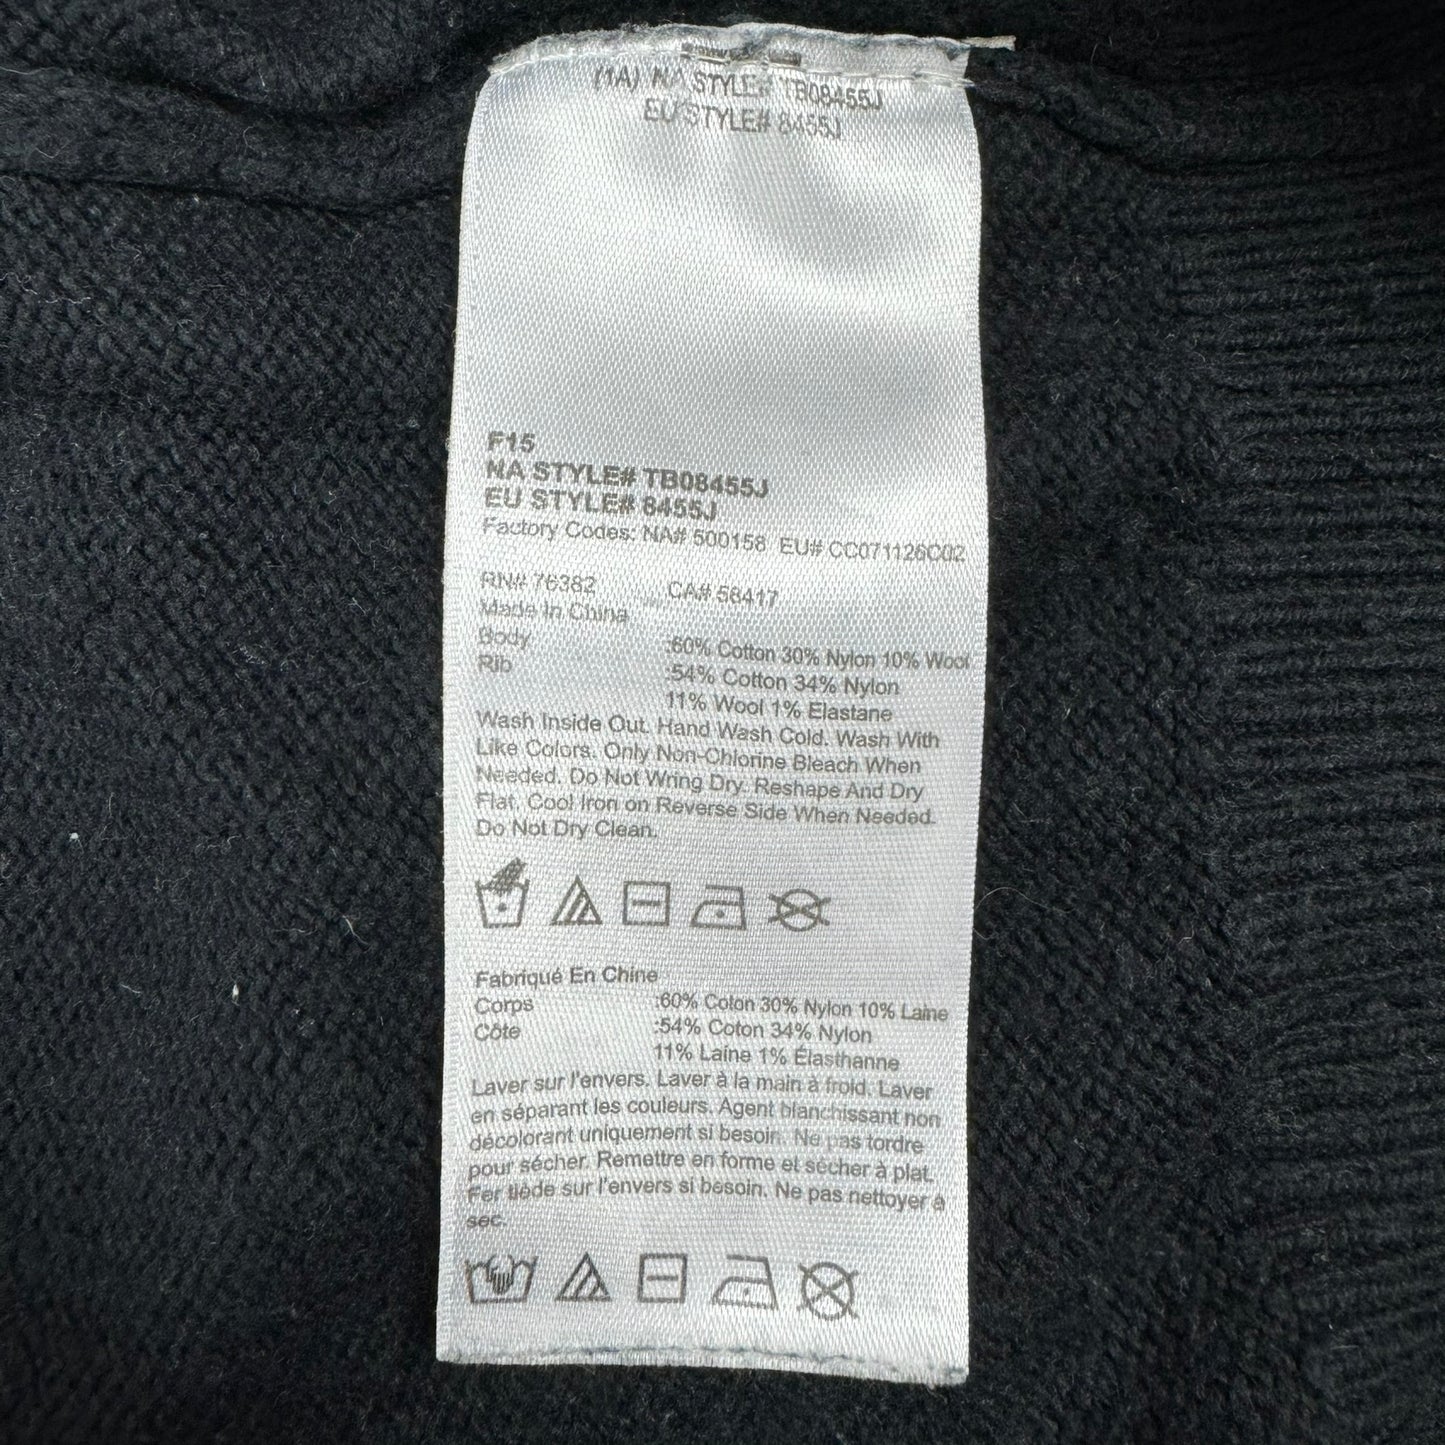 (1A) NA STYLE# TB08455J
EU STYLE# 8455J
F15
NA STYLE# TB08455J
EU STYLE# 8455J
Factory Codes: NA# 500158 EU# CC071126C02
RN# 76382 CA# 58417
Made In China
Body :60% Cotton 30% Nylon 10% Wool
Rib :54% Cotton 34% Nylon
11% Wool 1% Elastane
Wash Inside Out. Hand Wash Cold. Wash With
Like Colors. Only Non-Chlorine Bleach When
Needed. Do Not Wring Dry. Reshape And Dry
Flat. Cool Iron on Reverse Side When Needed.
Do Not Dry Clean.
Fabriqué En Chine
Corps :60% Coton 30% Nylon 10% Laine
Côte :54% Coton 34% Nylon
11% Laine 1% Élasthanne
Laver sur l'envers. Laver à la main à froid. Laver
en séparant les couleurs. Agent blanchissant non
décolorant uniquement si besoin. Ne pas tordre
pour sécher. Remettre en forme et sécher à plat.
Fer tiède sur l'envers si besoin. Ne pas nettoyer à
sec.